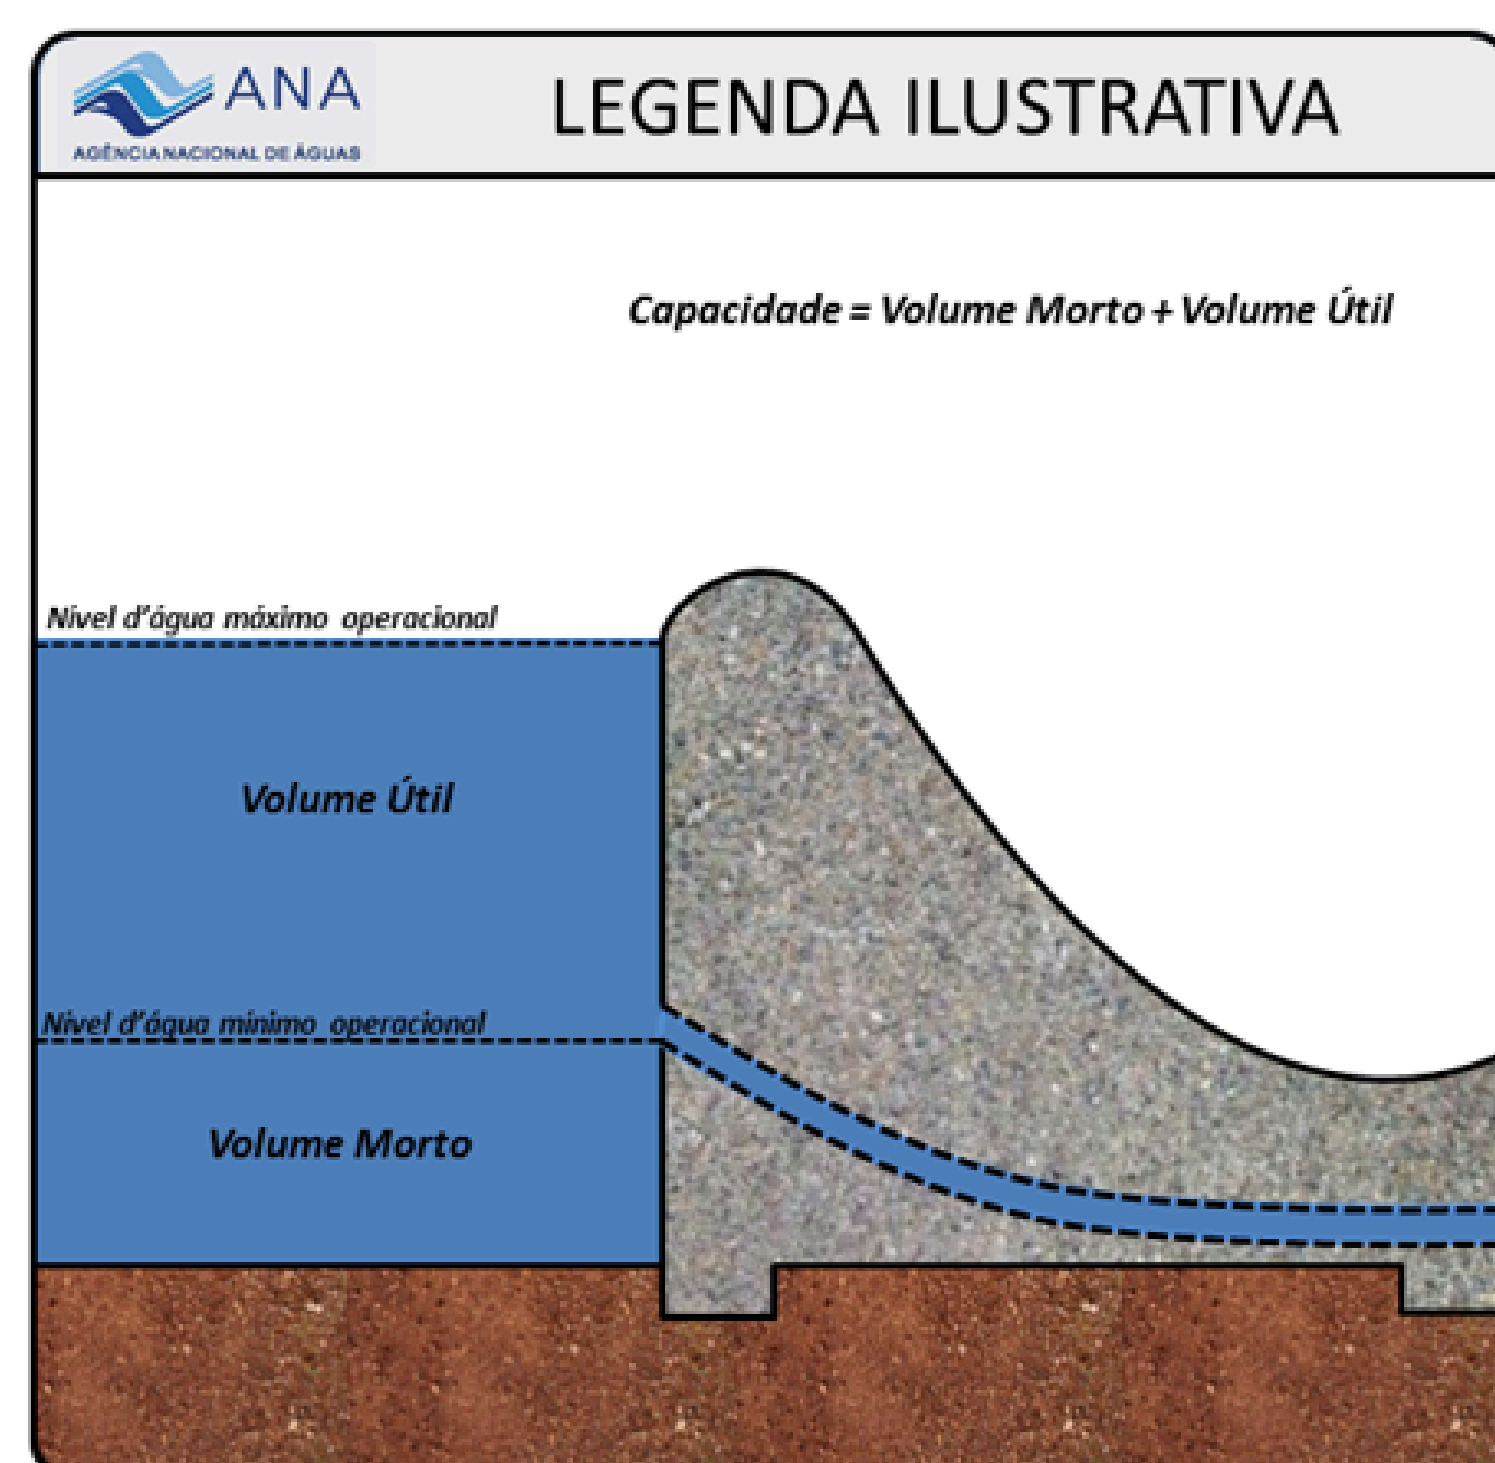 ANA
AGÊNCIA NACIONAL DE ÁGUAS
LEGENDA ILUSTRATIVA
Capacidade = Volume Morto + Volume Útil
Nível d'água máximo operacional
Volume Útil
Nível d'água mínimo operacional
Volume Morto